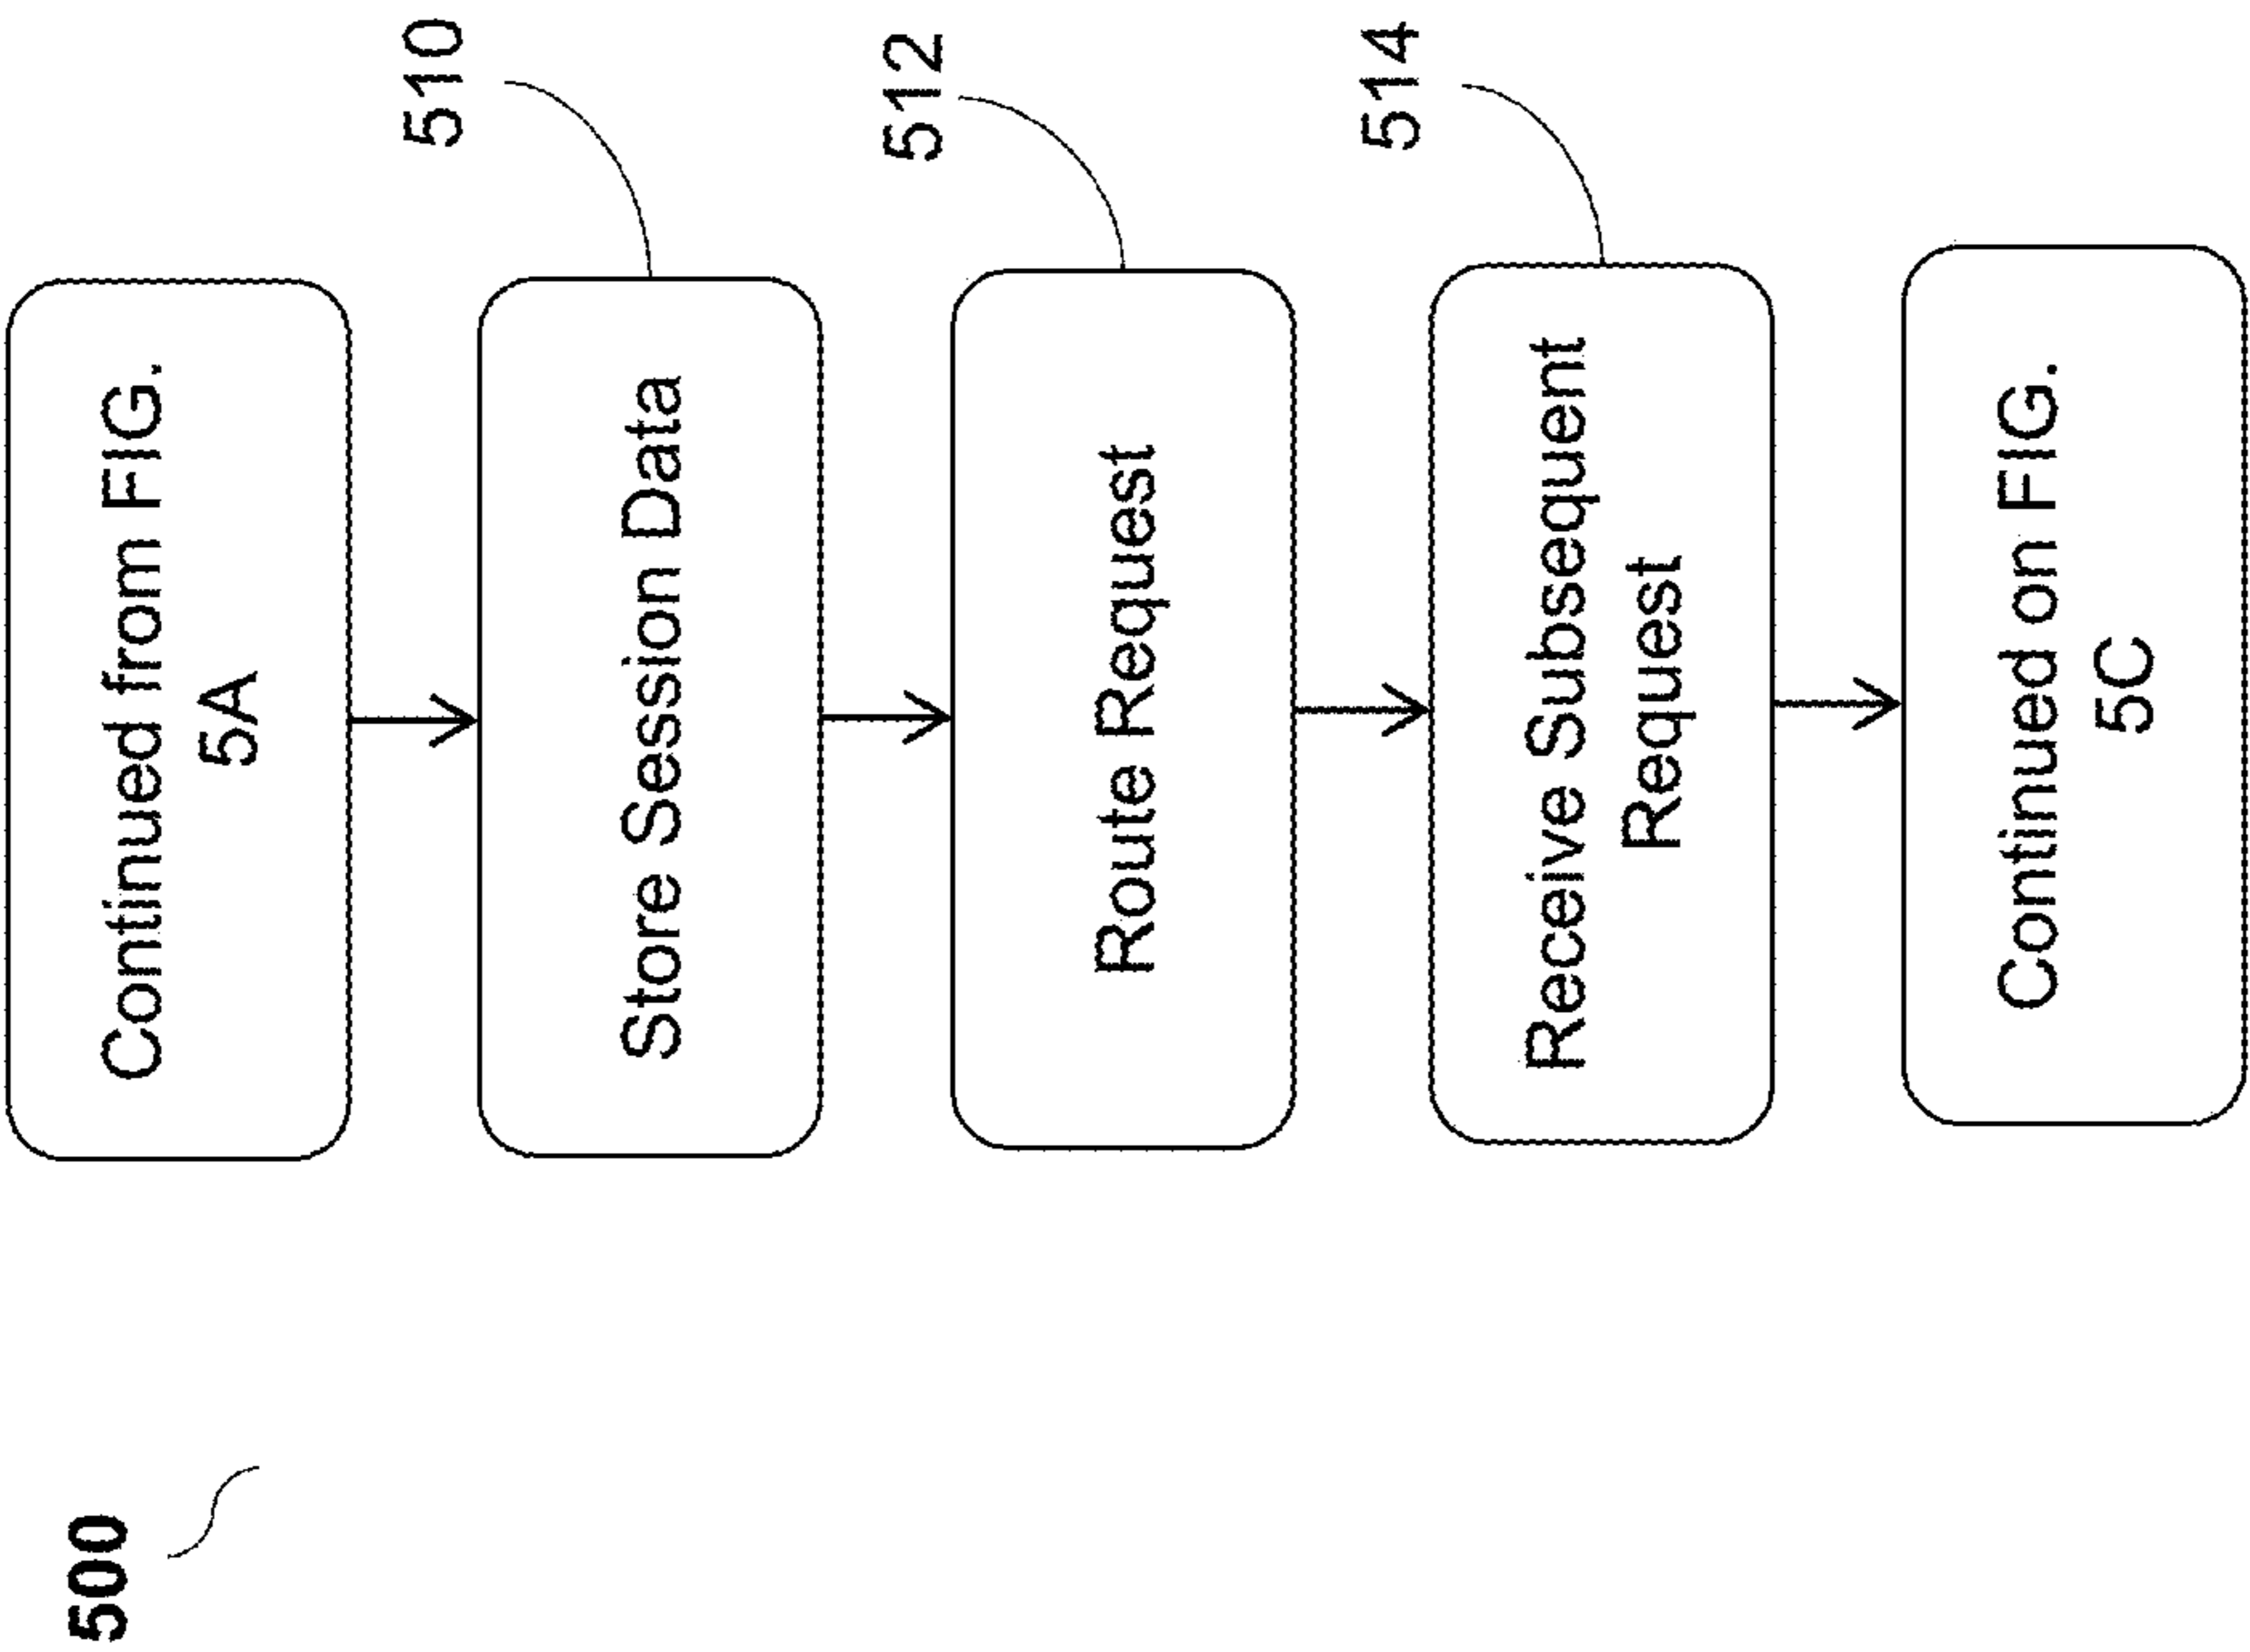 500
Continued from FIG.
5A
510
Store Session Data
512
Route Request
514
Receive Subsequent
Request
Continued on FIG.
5C